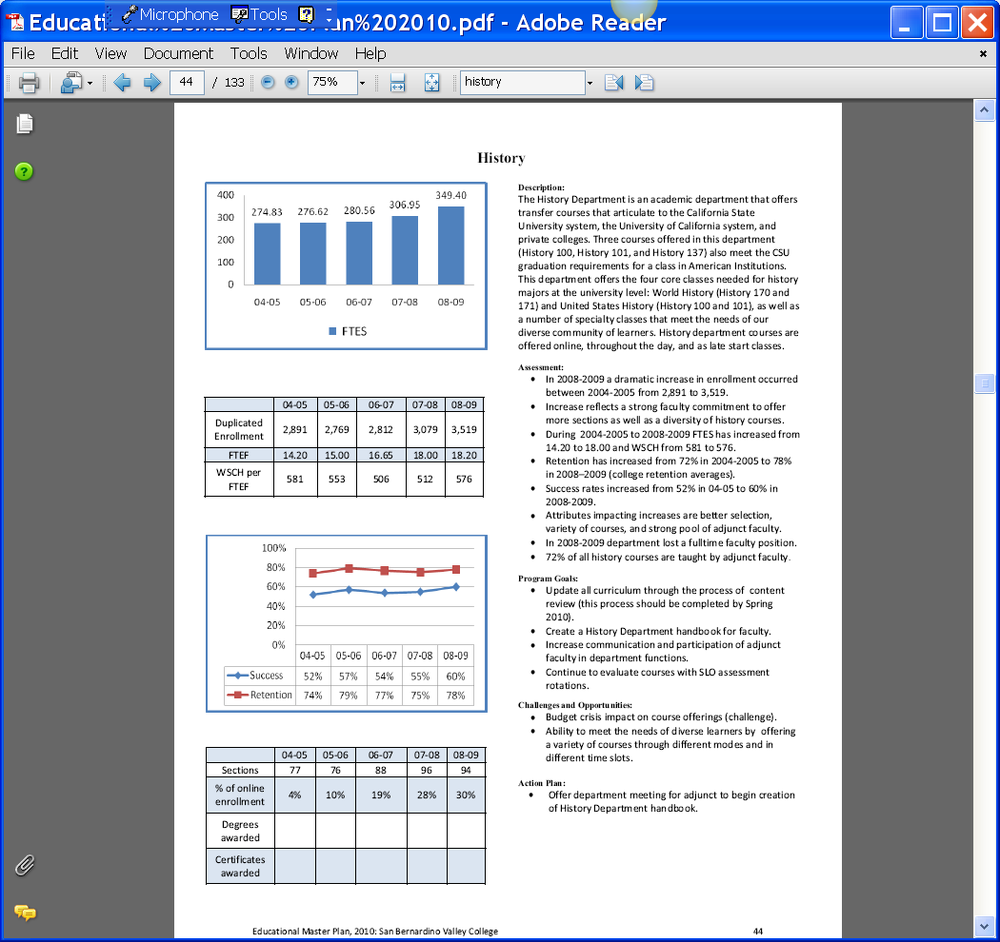 Microphone Tools
Plan%202010.pdf - Adobe Reader
File Edit View Document Tools Window Help
44 / 133 75% history
History
400
300
200
100
0
274.83 276.62 280.56 306.95 349.40
04-05 05-06 06-07 07-08 08-09
FTES
04-05 05-06 06-07 07-08 08-09
Duplicated Enrollment 2,891 2,769 2,812 3,079 3,519
FTEF 14.20 15.00 16.65 18.00 18.20
WSCH per FTEF 581 553 506 512 576
100%
80%
60%
40%
20%
0%
04-05 05-06 06-07 07-08 08-09
Success 52% 57% 54% 55% 60%
Retention 74% 79% 77% 75% 78%
04-05 05-06 06-07 07-08 08-09
Sections 77 76 88 96 94
% of online enrollment 4% 10% 19% 28% 30%
Degrees awarded
Certificates awarded
Description:
The History Department is an academic department that offers
transfer courses that articulate to the California State
University system, the University of California system, and
private colleges. Three courses offered in this department
(History 100, History 101, and History 137) also meet the CSU
graduation requirements for a class in American Institutions.
This department offers the four core classes needed for history
majors at the university level: World History (History 170 and
171) and United States History (History 100 and 101), as well as
a number of specialty classes that meet the needs of our
diverse community of learners. History department courses are
offered online, throughout the day, and as late start classes.
Assessment:
• In 2008-2009 a dramatic increase in enrollment occurred
between 2004-2005 from 2,891 to 3,519.
• Increase reflects a strong faculty commitment to offer
more sections as well as a diversity of history courses.
• During 2004-2005 to 2008-2009 FTES has increased from
14.20 to 18.00 and WSCH from 581 to 576.
• Retention has increased from 72% in 2004-2005 to 78%
in 2008–2009 (college retention averages).
• Success rates increased from 52% in 04-05 to 60% in
2008-2009.
• Attributes impacting increases are better selection,
variety of courses, and strong pool of adjunct faculty.
• In 2008-2009 department lost a fulltime faculty position.
• 72% of all history courses are taught by adjunct faculty.
Program Goals:
• Update all curriculum through the process of content
review (this process should be completed by Spring
2010).
• Create a History Department handbook for faculty.
• Increase communication and participation of adjunct
faculty in department functions.
• Continue to evaluate courses with SLO assessment
rotations.
Challenges and Opportunities:
• Budget crisis impact on course offerings (challenge).
• Ability to meet the needs of diverse learners by offering
a variety of courses through different modes and in
different time slots.
Action Plan:
• Offer department meeting for adjunct to begin creation
of History Department handbook.
Educational Master Plan, 2010: San Bernardino Valley College 44